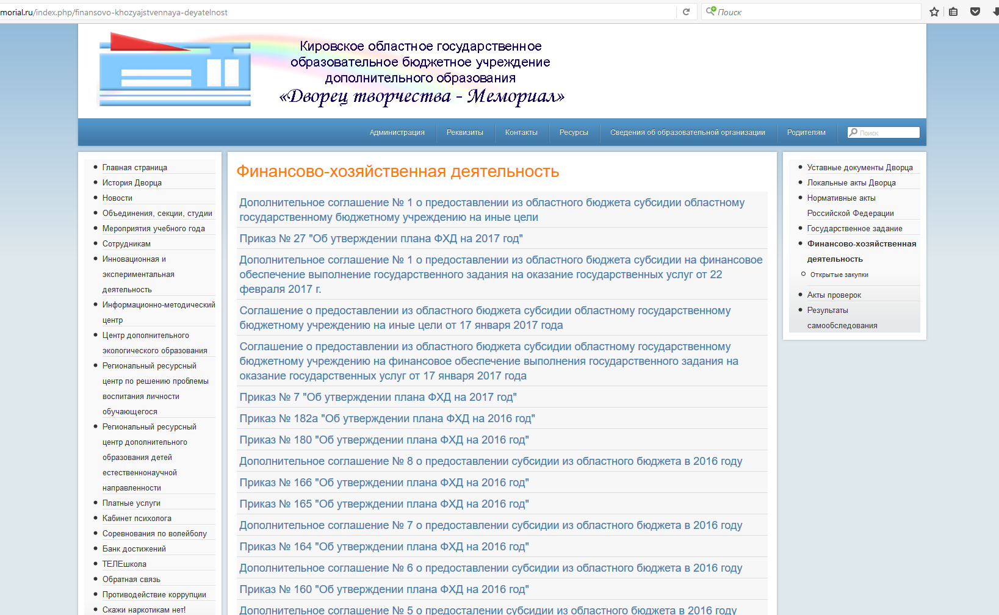 morial.ru/index.php/finansovo-khozyajstvennaya-deyatelnost
Поиск
Кировское областное государственное
образовательное бюджетное учреждение
дополнительного образования
«Дворец творчества - Мемориал»
Администрация
Реквизиты
Контакты
Ресурсы
Сведения об образовательной организации
Родителям
Поиск
Главная страница
История Дворца
Новости
Объединения, секции, студии
Мероприятия учебного года
Сотрудникам
Инновационная и
экспериментальная
деятельность
Информационно-методический
центр
Центр дополнительного
экологического образования
Региональный ресурсный
центр по решению проблемы
воспитания личности
обучающегося
Региональный ресурсный
центр дополнительного
образования детей
естественнонаучной
направленности
Платные услуги
Кабинет психолога
Соревнования по волейболу
Банк достижений
ТЕЛЕшкола
Обратная связь
Противодействие коррупции
Скажи наркотикам нет!
Финансово-хозяйственная деятельность
Дополнительное соглашение № 1 о предоставлении из областного бюджета субсидии областному
государственному бюджетному учреждению на иные цели
Приказ № 27 "Об утверждении плана ФХД на 2017 год"
Дополнительное соглашение № 1 о предоставлении из областного бюджета субсидии на финансовое
обеспечение выполнение государственного задания на оказание государственных услуг от 22
февраля 2017 г.
Соглашение о предоставлении из областного бюджета субсидии областному государственному
бюджетному учреждению на иные цели от 17 января 2017 года
Соглашение о предоставлении из областного бюджета субсидии областному государственному
бюджетному учреждению на финансовое обеспечение выполнения государственного задания на
оказание государственных услуг от 17 января 2017 года
Приказ № 7 "Об утверждении плана ФХД на 2017 год"
Приказ № 182а "Об утверждении плана ФХД на 2016 год"
Приказ № 180 "Об утверждении плана ФХД на 2016 год"
Дополнительное соглашение № 8 о предоставлении субсидии из областного бюджета в 2016 году
Приказ № 166 "Об утверждении плана ФХД на 2016 год"
Приказ № 165 "Об утверждении плана ФХД на 2016 год"
Дополнительное соглашение № 7 о предоставлении субсидии из областного бюджета в 2016 году
Приказ № 164 "Об утверждении плана ФХД на 2016 год"
Дополнительное соглашение № 6 о предоставлении субсидии из областного бюджета в 2016 году
Приказ № 160 "Об утверждении плана ФХД на 2016 год"
Дополнительное соглашение № 5 о предосталении субсидии из областного бюджета в 2016 году
Уставные документы Дворца
Локальные акты Дворца
Нормативные акты
Российской Федерации
Государственное задание
Финансово-хозяйственная
деятельность
Открытые закупки
Акты проверок
Результаты
самообследования